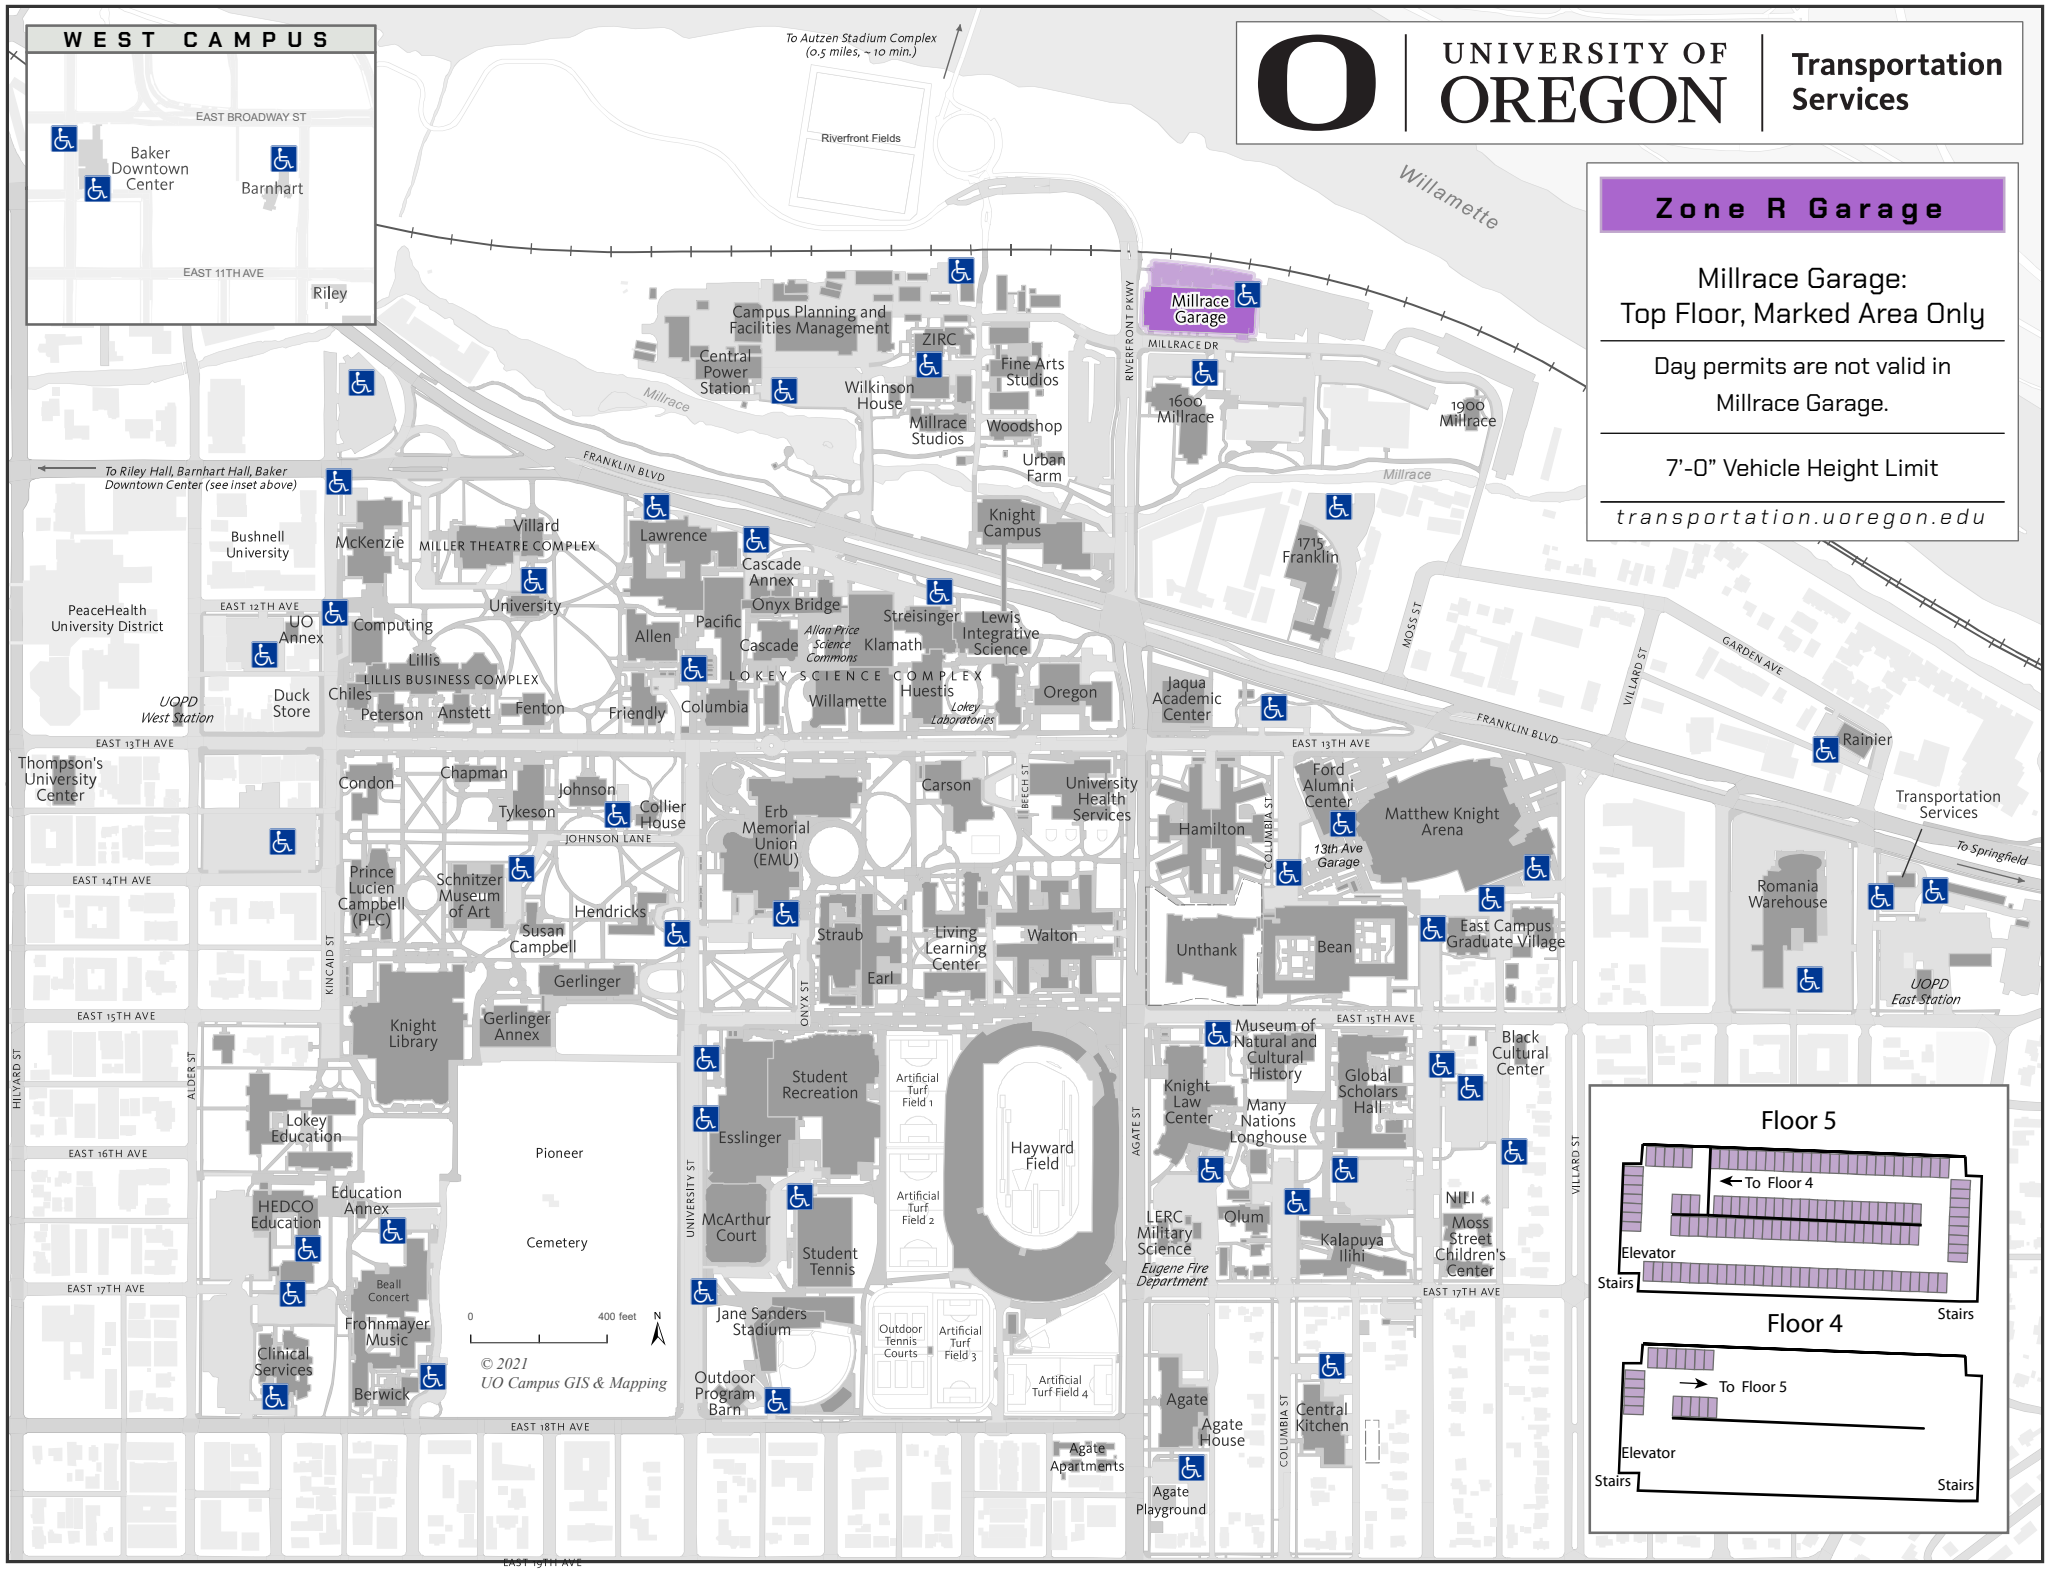 WEST CAMPUS
EAST BROADWAY ST
Baker
Downtown
Center
Barnhart
EAST 11TH AVE
Riley
To Autzen Stadium Complex
(0.5 miles, ~ 10 min.)
Riverfront Fields
UNIVERSITY OF
OREGON
Transportation
Services
Willamette
Zone R Garage
Millrace Garage:
Top Floor, Marked Area Only
Day permits are not valid in
Millrace Garage.
7'-0" Vehicle Height Limit
transportation.uoregon.edu
Millrace
Garage
MILLRACE DR
RIVERFRONT PKWY
Campus Planning and
Facilities Management
ZIRC
Central
Power
Station
Wilkinson
House
Fine Arts
Studios
Millrace
Millrace
Studios
Woodshop
Urban
Farm
1600
Millrace
1900
Millrace
Millrace
FRANKLIN BLVD
To Riley Hall, Barnhart Hall, Baker
Downtown Center (see inset above)
Bushnell
University
McKenzie
Villard
MILLER THEATRE COMPLEX
Lawrence
Knight
Campus
1715
Franklin
Cascade
Annex
University
Onyx Bridge
PeaceHealth
University District
EAST 12TH AVE
UO
Annex
Computing
Allen
Pacific
Cascade
Allan Price
Science
Commons
Klamath
Streisinger
Lewis
Integrative
Science
MOSS ST
VILLARD ST
GARDEN AVE
Lillis
LILLIS BUSINESS COMPLEX
LOKEY SCIENCE COMPLEX
UOPD
West Station
Duck
Store
Chiles
Peterson
Anstett
Fenton
Friendly
Columbia
Willamette
Huestis
Lokey
Laboratories
Oregon
Jaqua
Academic
Center
FRANKLIN BLVD
Rainier
EAST 13TH AVE
EAST 13TH AVE
Thompson's
University
Center
Condon
Chapman
Tykeson
Johnson
Collier
House
JOHNSON LANE
Erb
Memorial
Union
(EMU)
Carson
BEECH ST
University
Health
Services
Hamilton
COLUMBIA ST
Ford
Alumni
Center
13th Ave
Garage
Matthew Knight
Arena
Transportation
Services
To Springfield
EAST 14TH AVE
Prince
Lucien
Campbell
(PLC)
Schnitzer
Museum
of Art
Hendricks
Susan
Campbell
Straub
Earl
Living
Learning
Center
Walton
Unthank
Bean
East Campus
Graduate Village
Romania
Warehouse
UOPD
East Station
KINCAID ST
Gerlinger
ONYX ST
EAST 15TH AVE
Knight
Library
Gerlinger
Annex
EAST 15TH AVE
HILYARD ST
ALDER ST
Student
Recreation
Esslinger
Artificial
Turf
Field 1
Hayward
Field
AGATE ST
Knight
Law
Center
Museum of
Natural and
Cultural
History
Many
Nations
Longhouse
Global
Scholars
Hall
Black
Cultural
Center
Lokey
Education
EAST 16TH AVE
Pioneer
Cemetery
UNIVERSITY ST
VILLARD ST
HEDCO
Education
Education
Annex
McArthur
Court
Student
Tennis
Artificial
Turf
Field 2
LERC
Military
Science
Eugene Fire
Department
Olum
Kalapuya
Ilihi
NILI
Moss
Street
Children's
Center
EAST 17TH AVE
EAST 17TH AVE
Beall
Concert
Frohnmayer
Music
Clinical
Services
Berwick
0
400 feet
N
© 2021
UO Campus GIS & Mapping
Jane Sanders
Stadium
Outdoor
Program
Barn
Outdoor
Tennis
Courts
Artificial
Turf
Field 3
Artificial
Turf Field 4
Agate
Agate
House
COLUMBIA ST
Central
Kitchen
EAST 18TH AVE
Agate
Apartments
Agate
Playground
EAST 19TH AVE
Floor 5
To Floor 4
Elevator
Stairs
Stairs
Floor 4
To Floor 5
Elevator
Stairs
Stairs